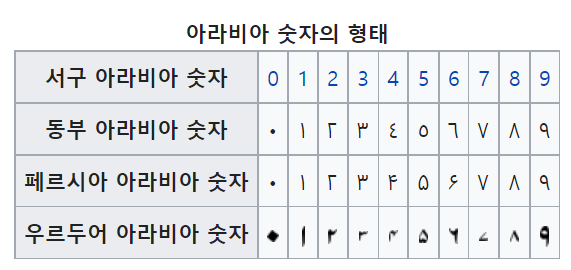 아라비아 숫자의 형태
서구 아라비아 숫자 0 1 2 3 4 5 6 7 8 9
동부 아라비아 숫자 ٠ ١ ٢ ٣ ٤ ٥ ٦ ٧ ٨ ٩
페르시아 아라비아 숫자 ۰ ۱ ۲ ۳ ۴ ۵ ۶ ۷ ۸ ۹
우르두어 아라비아 숫자 ۰ ۱ ۲ ۳ ۴ ۵ ۶ ۷ ۸ ۹